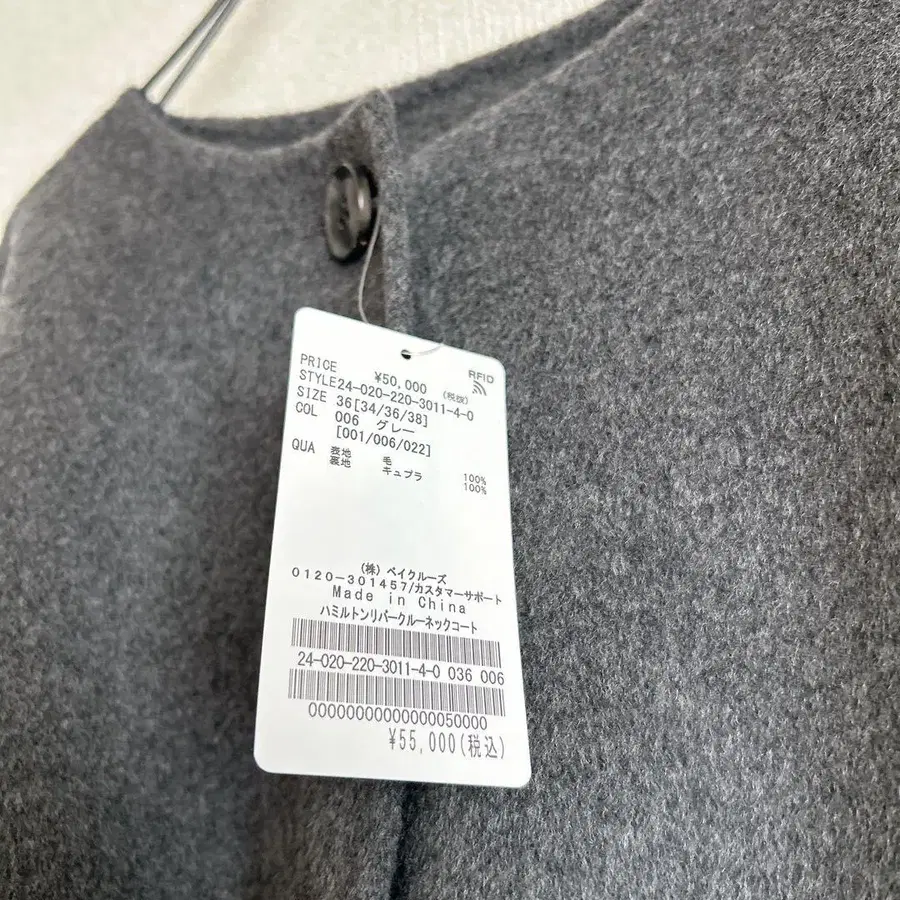 PRICE ¥50,000 (税抜) RFID
STYLE24-020-220-3011-4-0
SIZE 36[34/36/38]
COL 006 グレー
[001/006/022]
QUA 表地 毛 100%
裏地 キュプラ 100%
(株) ベイクルーズ
0120-301457/カスタマーサポート
Made in China
ハミルトンリバークルーネックコート
24-020-220-3011-4-0 036 006
00000000000000050000
¥55,000(税込)